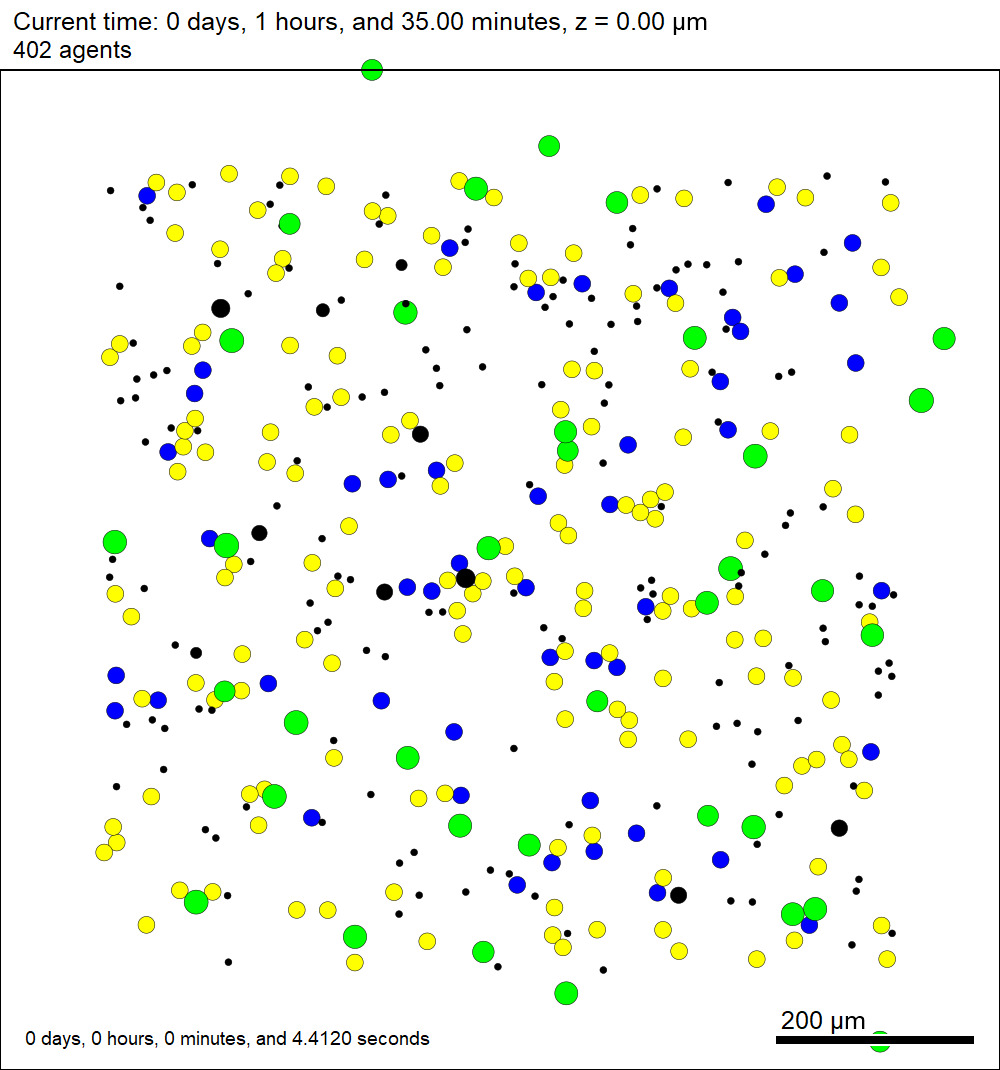 Current time: 0 days, 1 hours, and 35.00 minutes, z = 0.00 µm
402 agents
200 µm
0 days, 0 hours, 0 minutes, and 4.4120 seconds